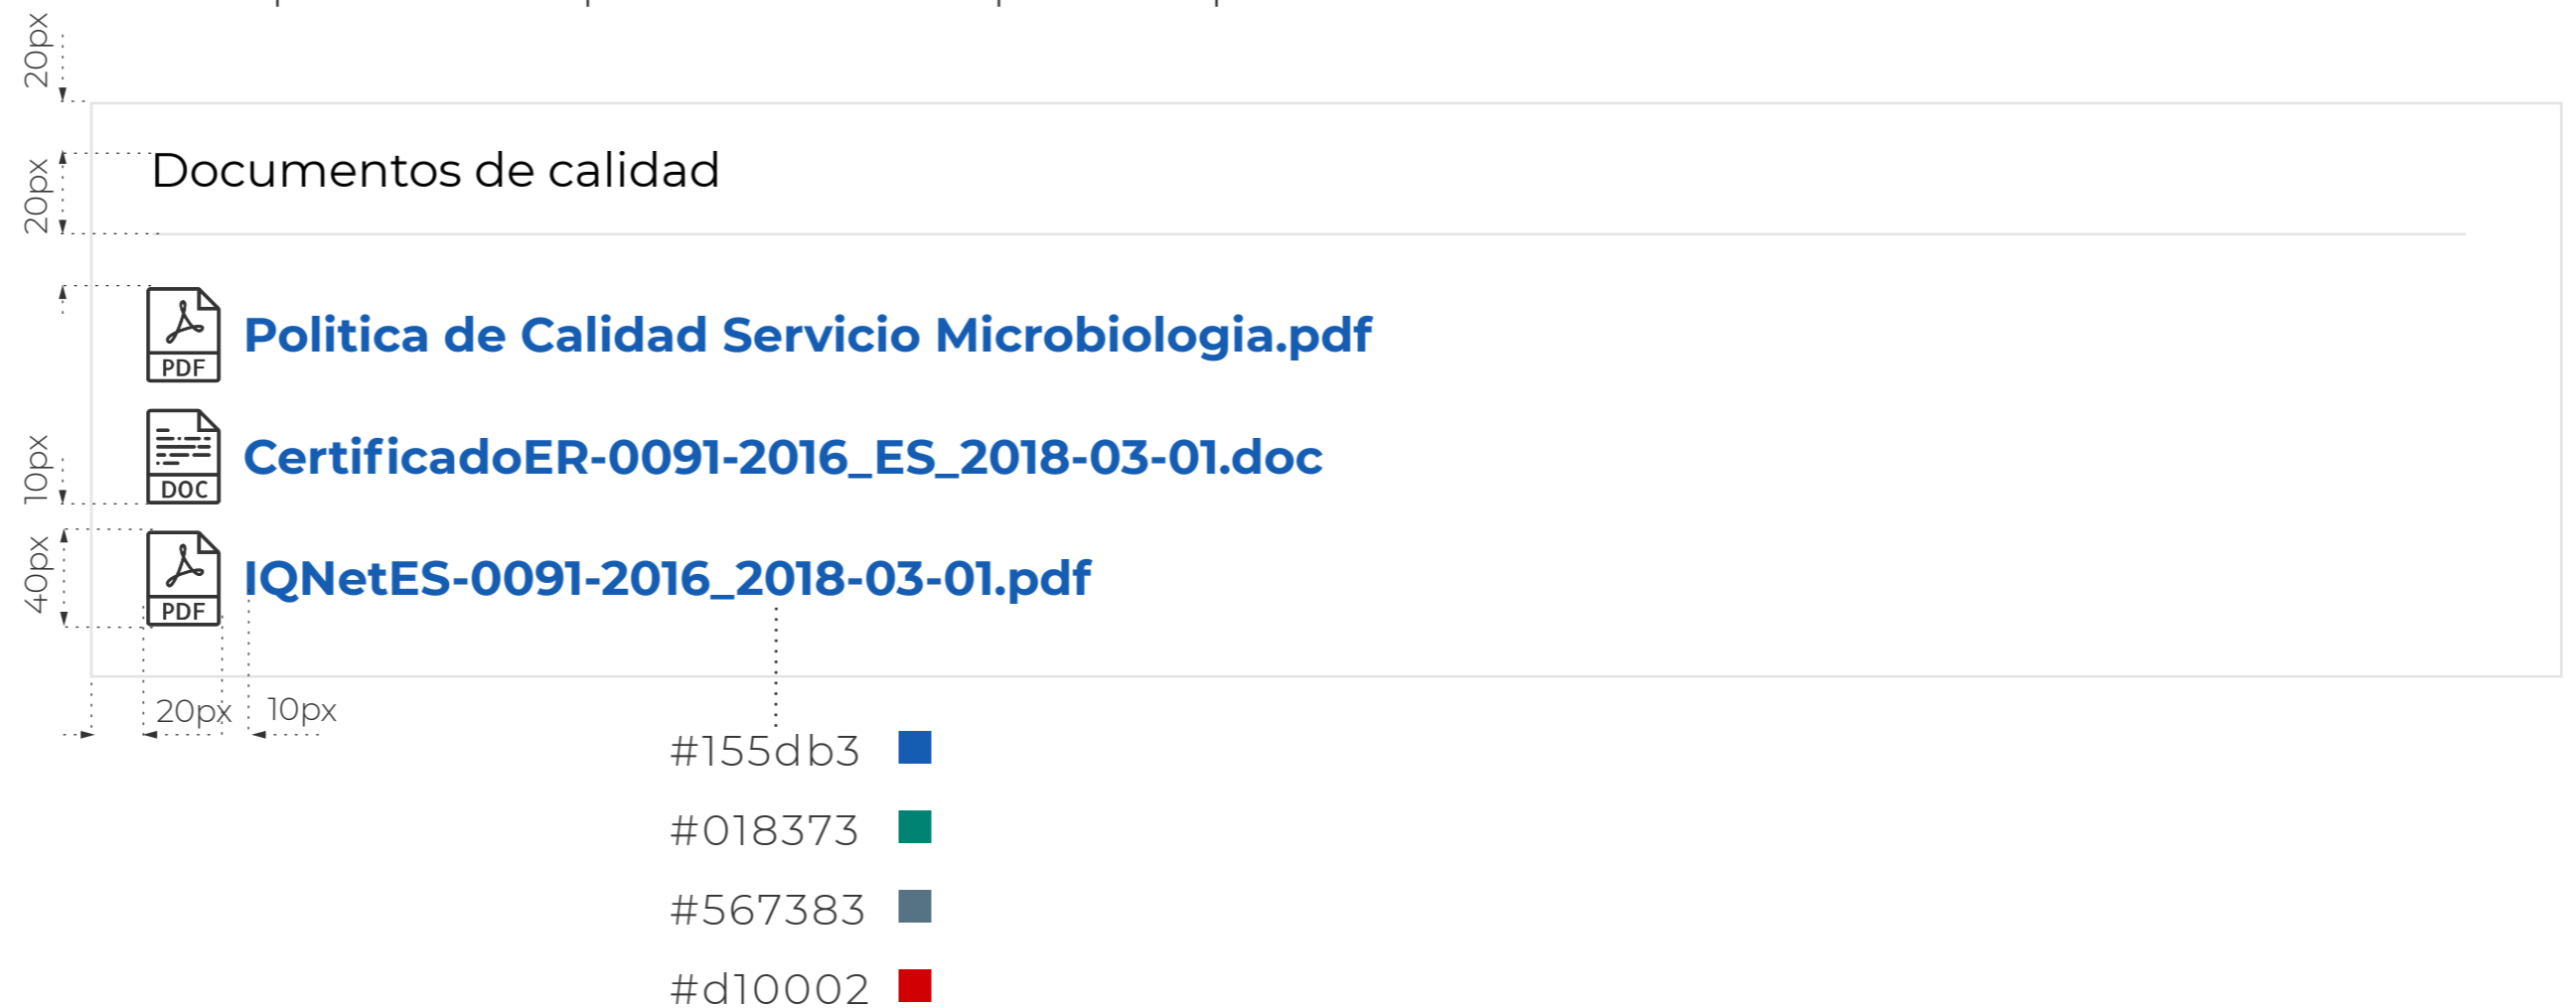 20px
20px
Documentos de calidad
PDF
Politica de Calidad Servicio Microbiologia.pdf
10px
DOC
CertificadoER-0091-2016_ES_2018-03-01.doc
40px
PDF
IQNetES-0091-2016_2018-03-01.pdf
20px 10px
#155db3
#018373
#567383
#d10002